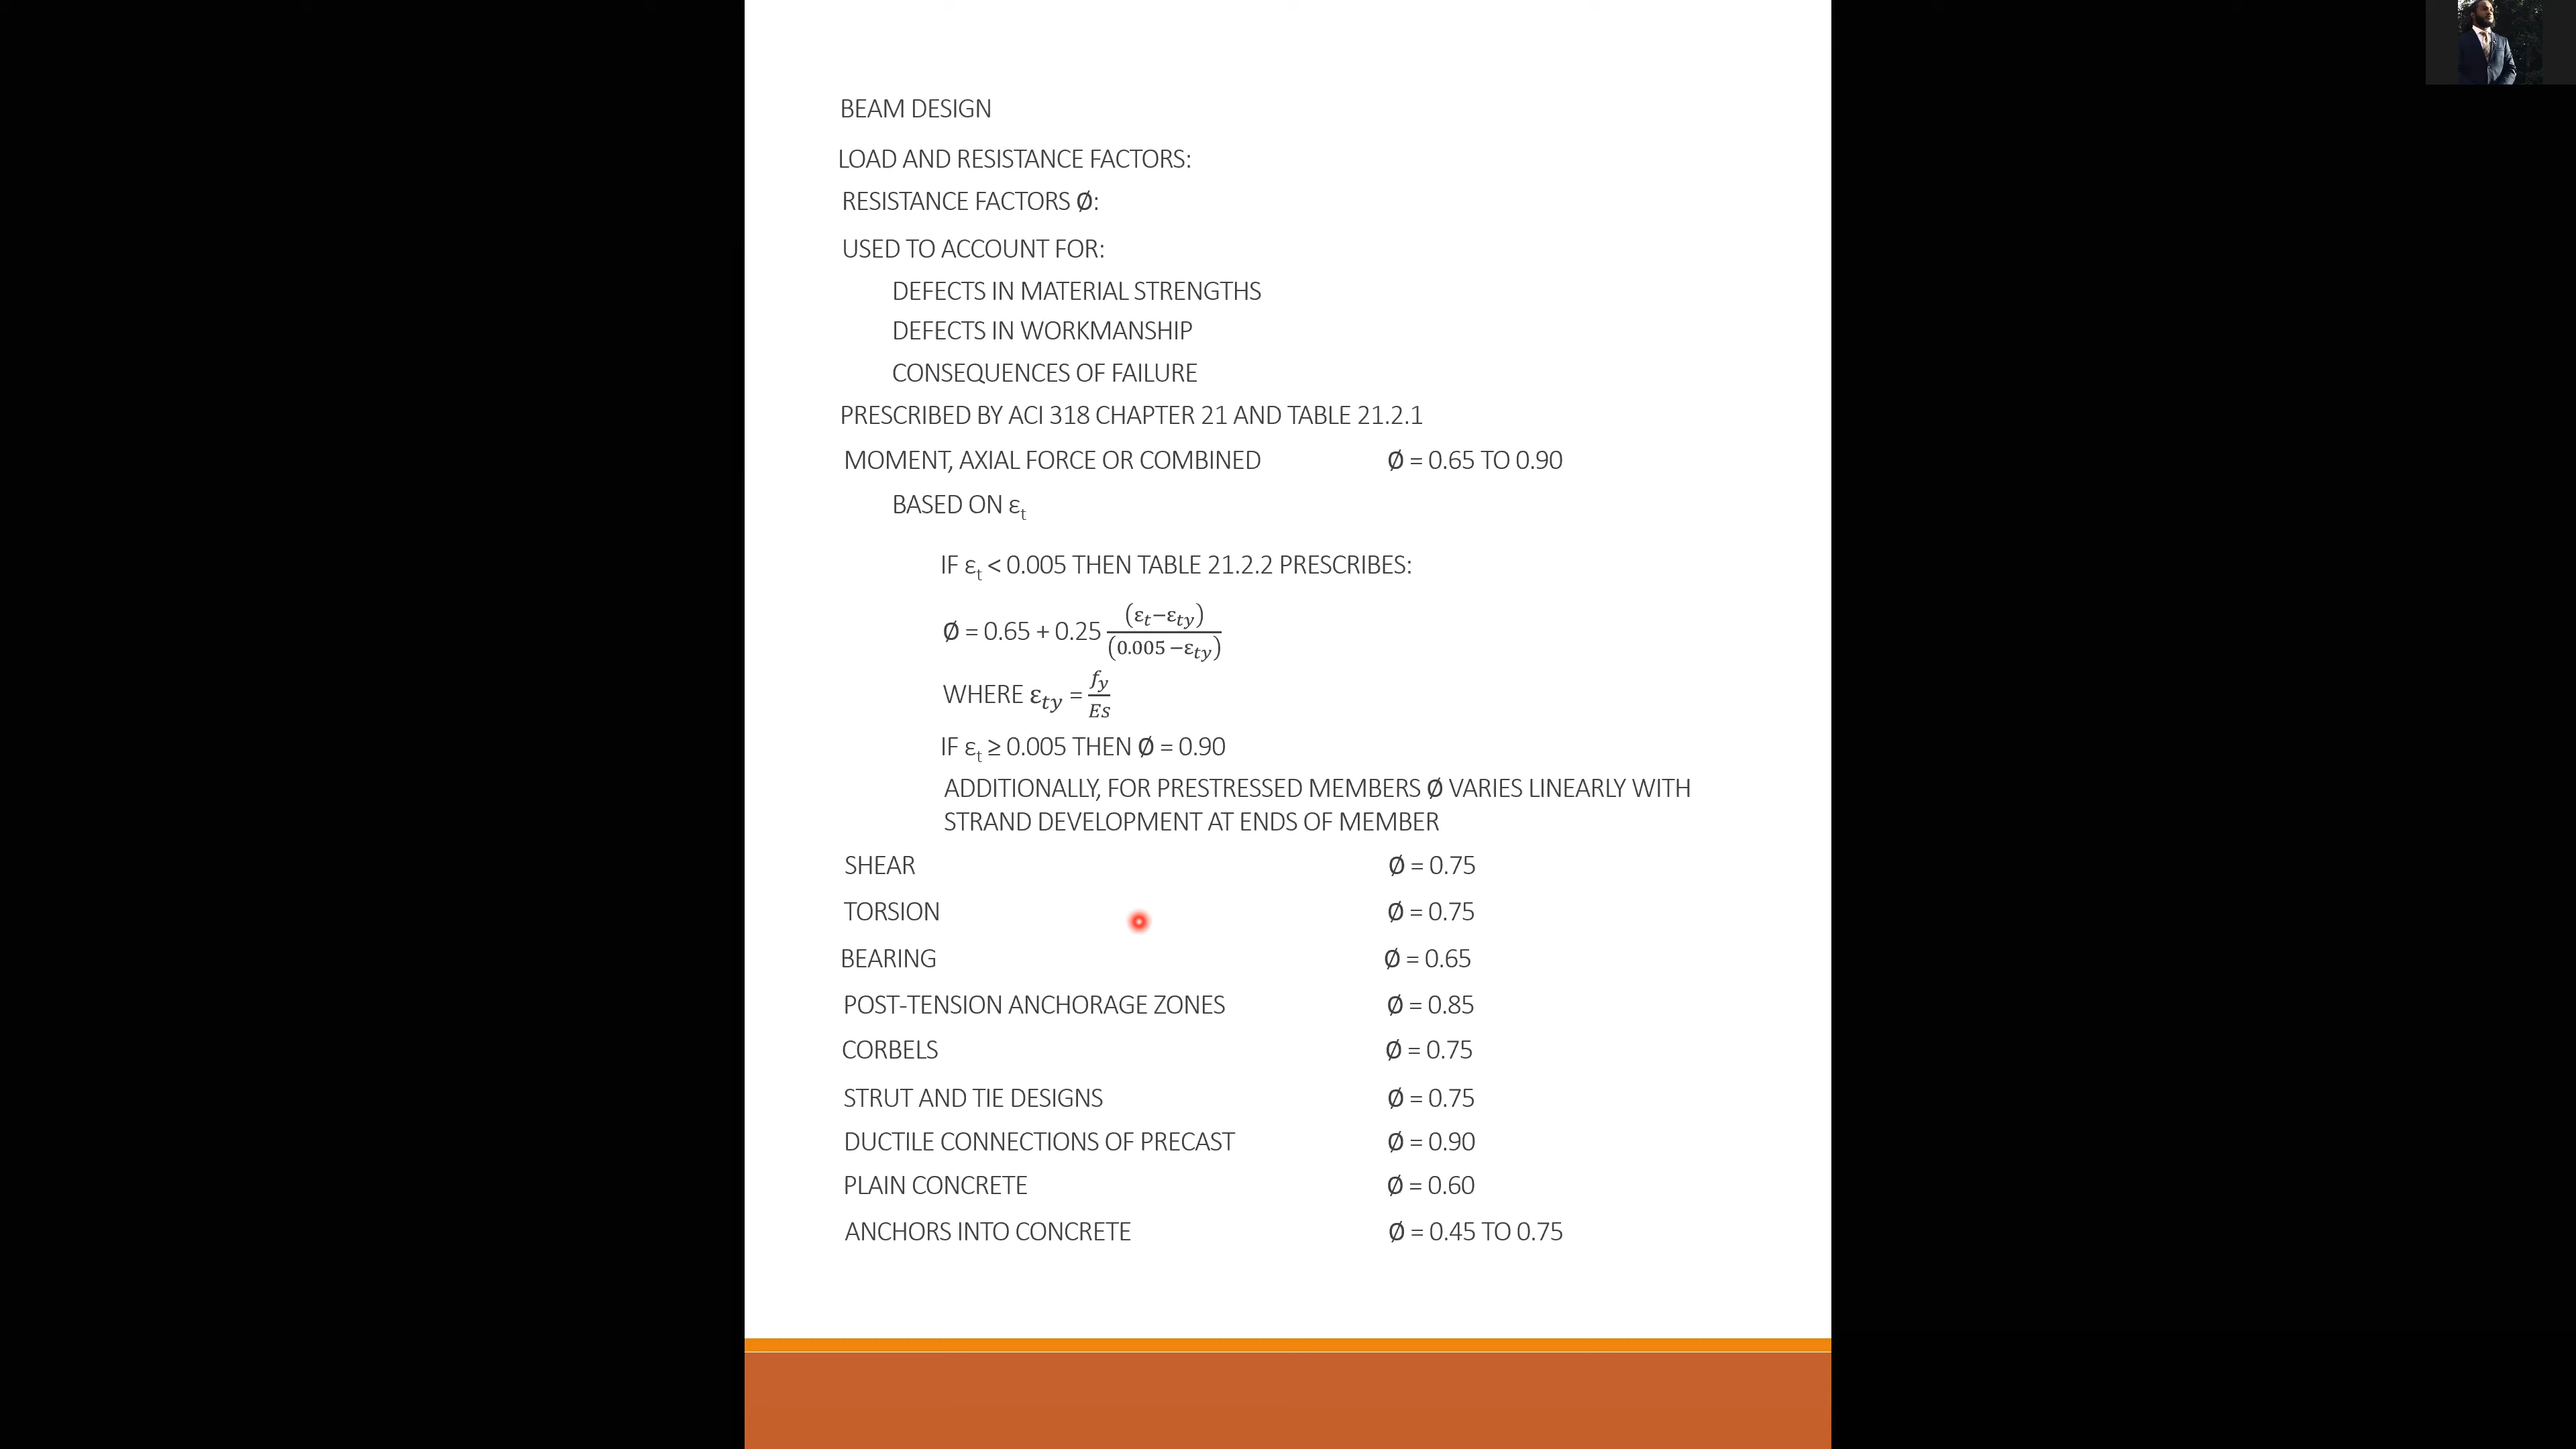 BEAM DESIGN
LOAD AND RESISTANCE FACTORS:
RESISTANCE FACTORS Ø:
USED TO ACCOUNT FOR:
DEFECTS IN MATERIAL STRENGTHS
DEFECTS IN WORKMANSHIP
CONSEQUENCES OF FAILURE
PRESCRIBED BY ACI 318 CHAPTER 21 AND TABLE 21.2.1
MOMENT, AXIAL FORCE OR COMBINED Ø = 0.65 TO 0.90
BASED ON εt
IF εt < 0.005 THEN TABLE 21.2.2 PRESCRIBES:
Ø = 0.65 + 0.25 (εt−εty)/(0.005 −εty)
WHERE εty = fy/Es
IF εt ≥ 0.005 THEN Ø = 0.90
ADDITIONALLY, FOR PRESTRESSED MEMBERS Ø VARIES LINEARLY WITH
STRAND DEVELOPMENT AT ENDS OF MEMBER
SHEAR Ø = 0.75
TORSION Ø = 0.75
BEARING Ø = 0.65
POST-TENSION ANCHORAGE ZONES Ø = 0.85
CORBELS Ø = 0.75
STRUT AND TIE DESIGNS Ø = 0.75
DUCTILE CONNECTIONS OF PRECAST Ø = 0.90
PLAIN CONCRETE Ø = 0.60
ANCHORS INTO CONCRETE Ø = 0.45 TO 0.75